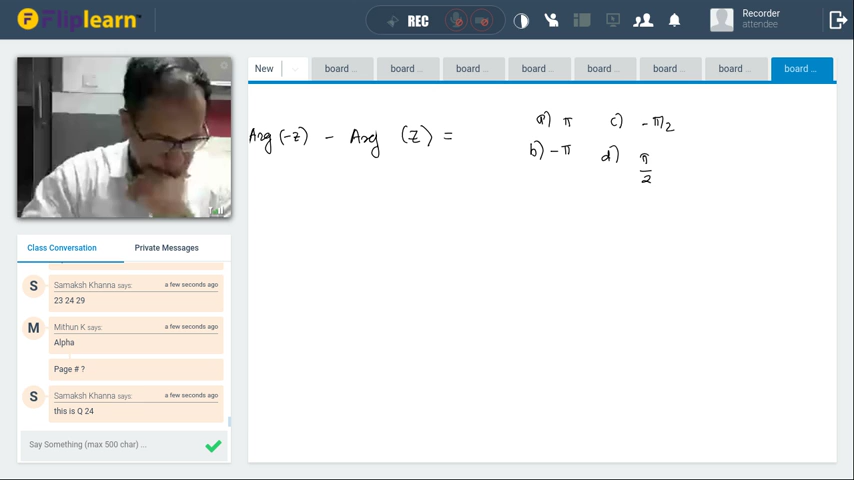 Fliplearn
REC
Recorder
attendee
New
board ...
board ...
board ...
board ...
board ...
board ...
board ...
board ...
Arg (-z) - Arg (z) =
a) π c) -π/2
b) -π d) π/2
Class Conversation Private Messages
S Samaksh Khanna says: a few seconds ago
23 24 29
M Mithun K says: a few seconds ago
Alpha
Page # ?
S Samaksh Khanna says: a few seconds ago
this is Q 24
Say Something (max 500 char) ...